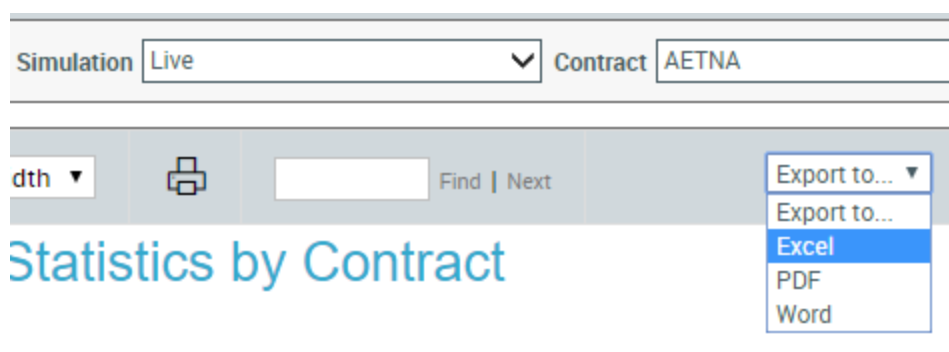 Simulation Live Contract AETNA
dth Find | Next Export to...
Export to...
Excel
PDF
Word
Statistics by Contract